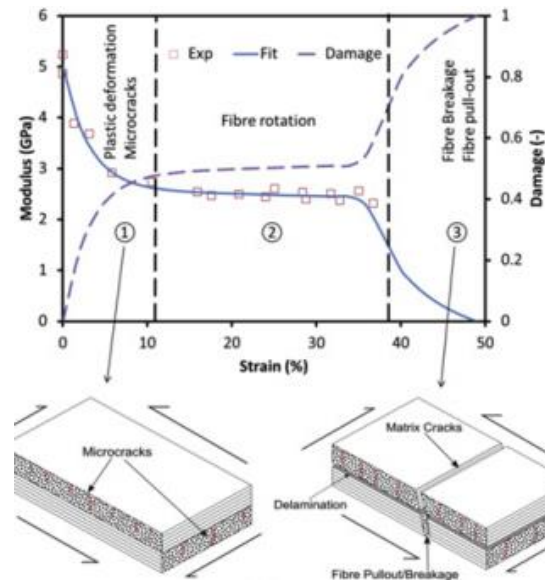 6
5
4
3
2
1
0
Modulus (GPa)
1
0.8
0.6
0.4
0.2
0
Damage (-)
Exp
Fit
Damage
Plastic deformation
Microcracks
Fibre rotation
Fibre Breakage
Fibre pull-out
①
②
③
0
10
20
30
40
50
Strain (%)
Microcracks
Matrix Cracks
Delamination
Fibre Pullout/Breakage